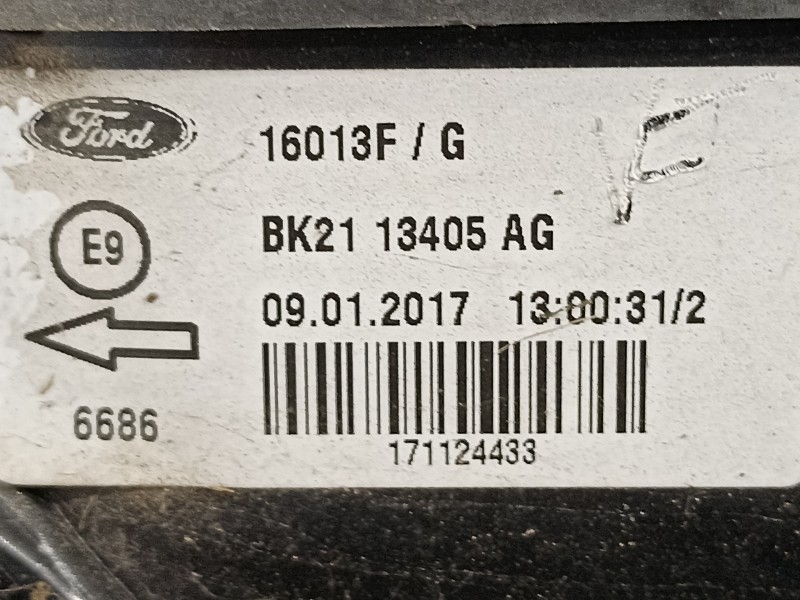 Ford
16013F / G
E9
BK21 13405 AG
09.01.2017 13:00:31/2
6686
171124433